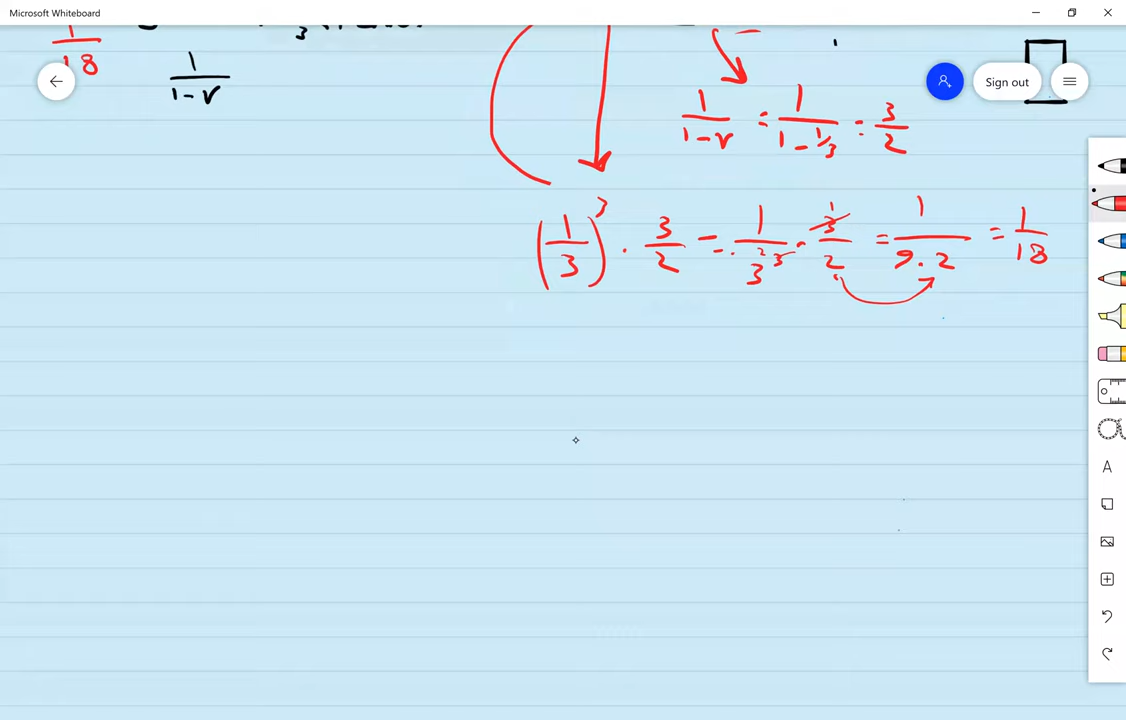 Microsoft Whiteboard
1/18
1/(1-r)
Sign out
1/(1-r) = 1/(1-1/3) = 3/2
(1/3)^3 · 3/2 = 1/3^3 · 3/2 = 1/(9·2) = 1/18